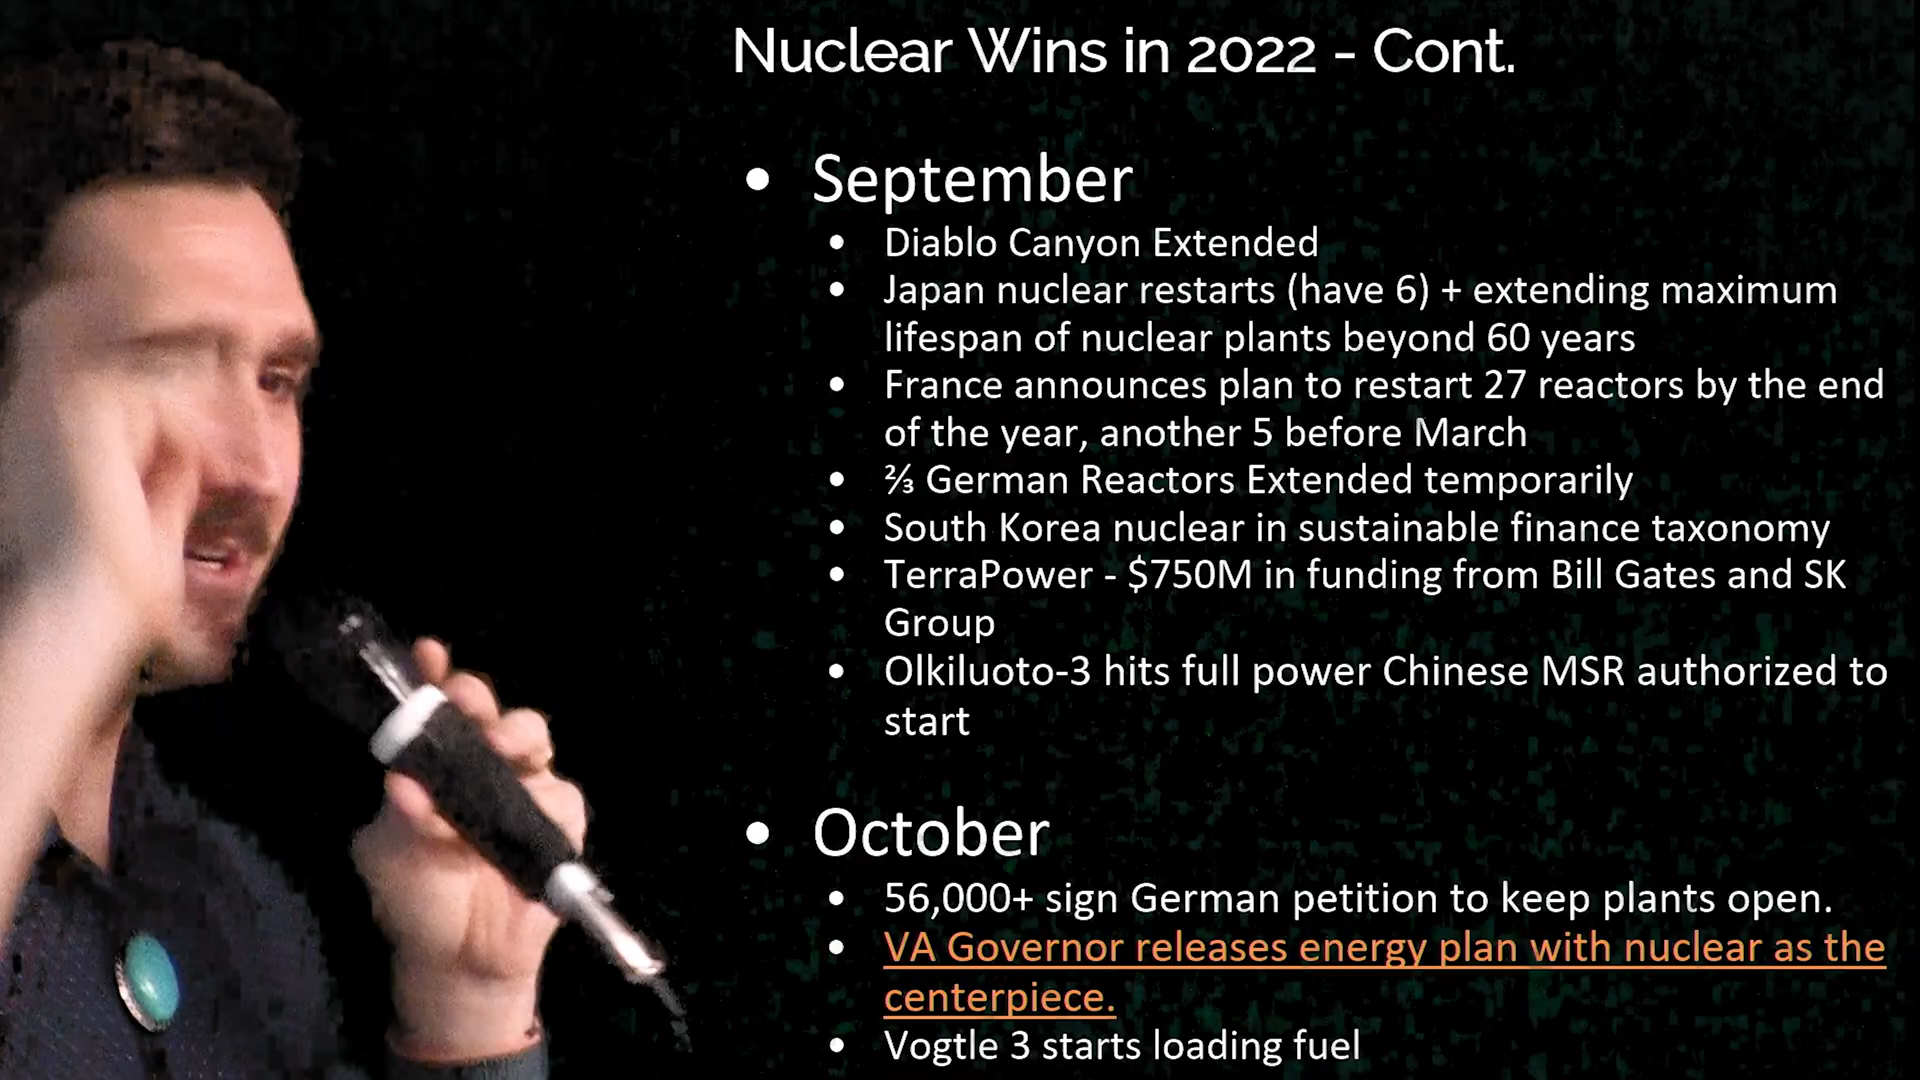 Nuclear Wins in 2022 - Cont.
• September
• Diablo Canyon Extended
• Japan nuclear restarts (have 6) + extending maximum
lifespan of nuclear plants beyond 60 years
• France announces plan to restart 27 reactors by the end
of the year, another 5 before March
• ⅔ German Reactors Extended temporarily
• South Korea nuclear in sustainable finance taxonomy
• TerraPower - $750M in funding from Bill Gates and SK
Group
• Olkiluoto-3 hits full power Chinese MSR authorized to
start
• October
• 56,000+ sign German petition to keep plants open.
• VA Governor releases energy plan with nuclear as the
centerpiece.
• Vogtle 3 starts loading fuel